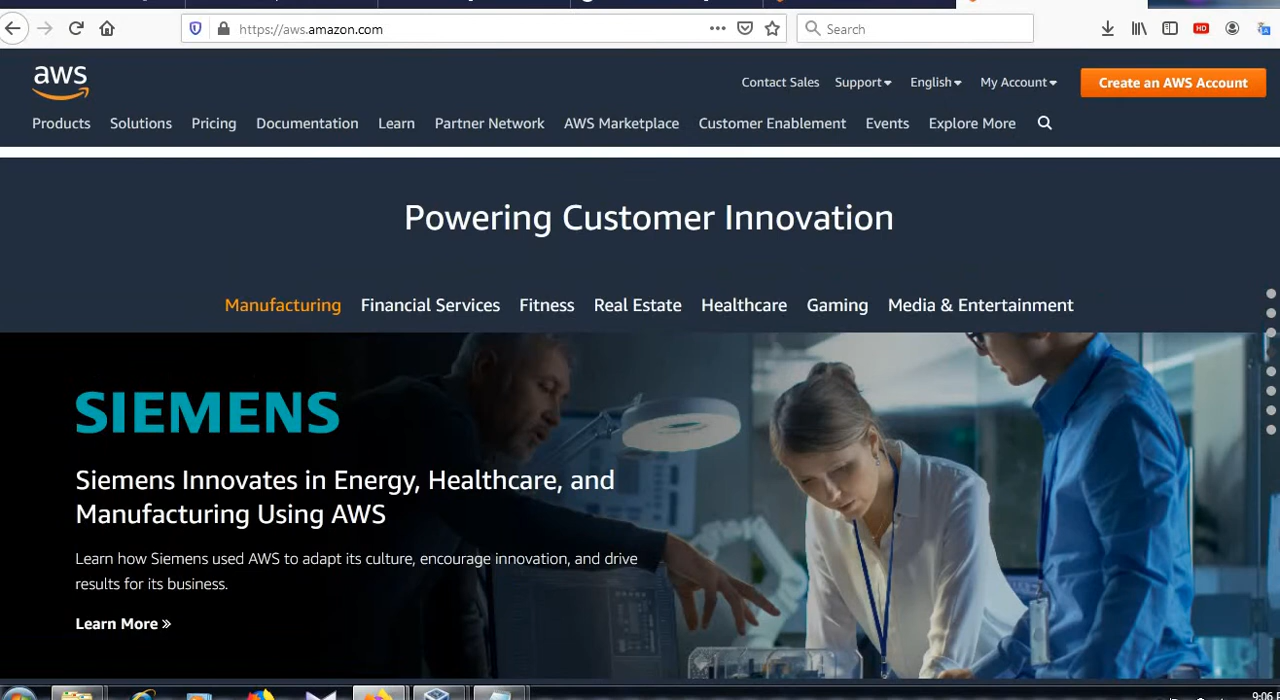 https://aws.amazon.com
Search
HD
aws
Contact Sales Support English My Account Create an AWS Account
Products Solutions Pricing Documentation Learn Partner Network AWS Marketplace Customer Enablement Events Explore More
Powering Customer Innovation
Manufacturing Financial Services Fitness Real Estate Healthcare Gaming Media & Entertainment
SIEMENS
Siemens Innovates in Energy, Healthcare, and
Manufacturing Using AWS
Learn how Siemens used AWS to adapt its culture, encourage innovation, and drive
results for its business.
Learn More »
9:06